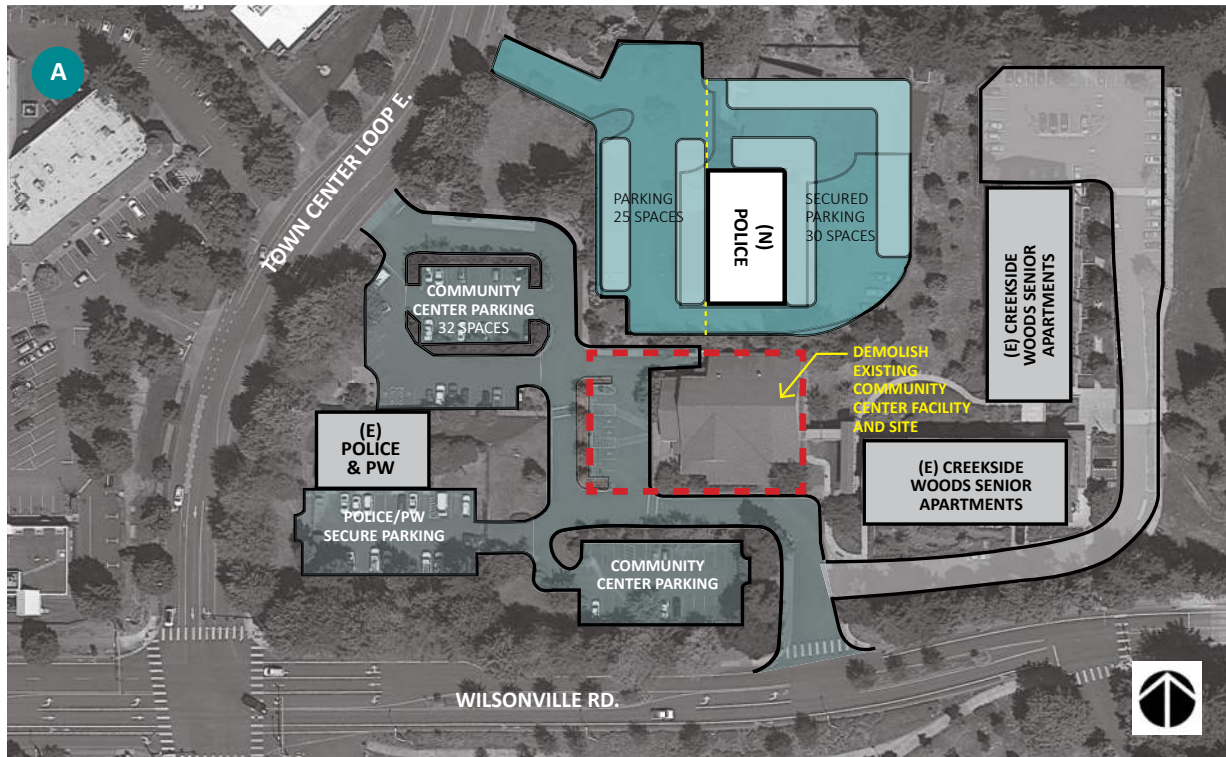 A
TOWN CENTER LOOP E.
PARKING
25 SPACES
(N)
POLICE
SECURED
PARKING
30 SPACES
(E) CREEKSIDE
WOODS SENIOR
APARTMENTS
COMMUNITY
CENTER PARKING
32 SPACES
DEMOLISH
EXISTING
COMMUNITY
CENTER FACILITY
AND SITE
(E)
POLICE
& PW
(E) CREEKSIDE
WOODS SENIOR
APARTMENTS
POLICE/PW
SECURE PARKING
COMMUNITY
CENTER PARKING
WILSONVILLE RD.